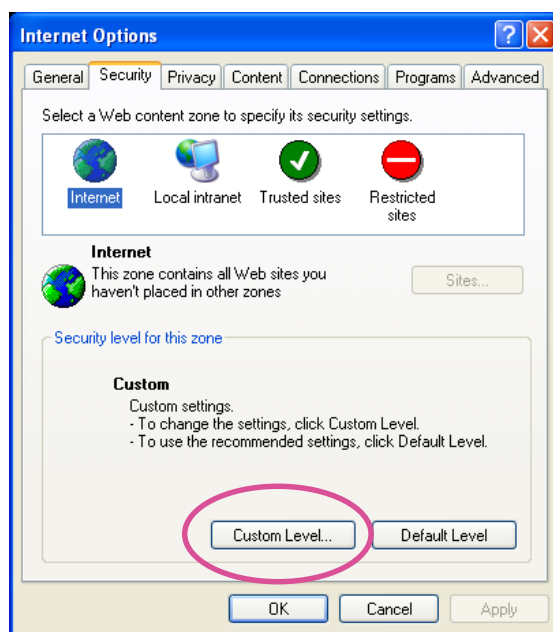 Internet Options
General Security Privacy Content Connections Programs Advanced
Select a Web content zone to specify its security settings.
Internet Local intranet Trusted sites Restricted sites
Internet
This zone contains all Web sites you
haven't placed in other zones
Sites...
Security level for this zone
Custom
Custom settings.
- To change the settings, click Custom Level.
- To use the recommended settings, click Default Level.
Custom Level... Default Level
OK Cancel Apply